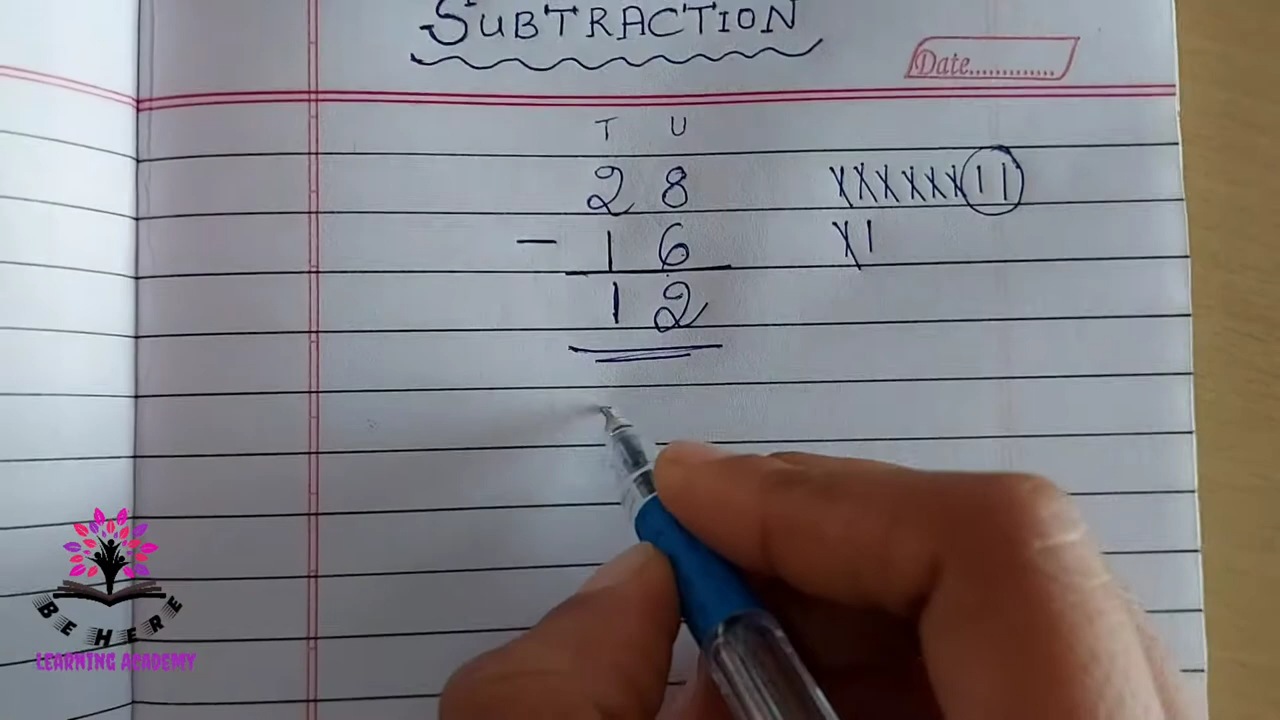 SUBTRACTION
Date.............
T U
2 8
- 1 6
1 2
BE HERE
LEARNING ACADEMY